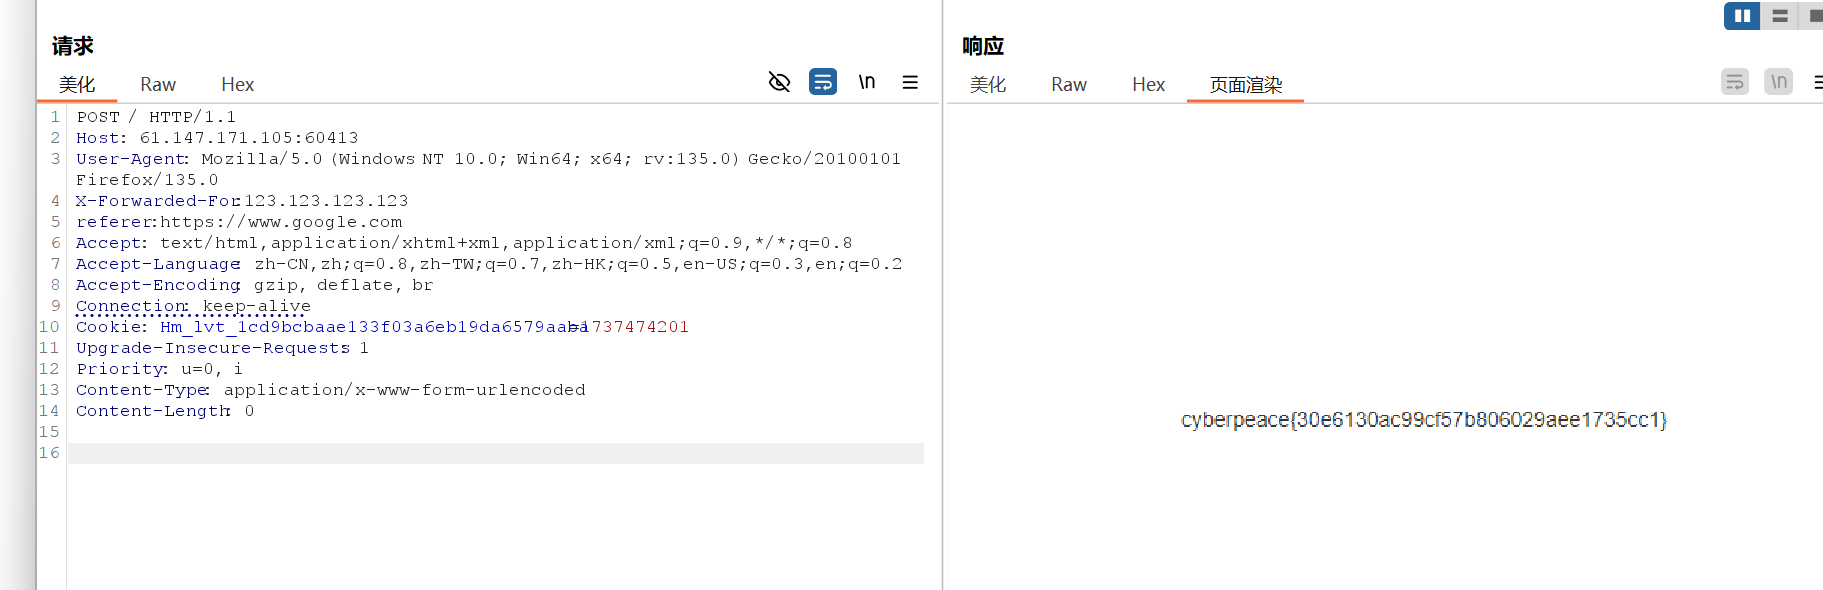 请求
美化 Raw Hex \n
1 POST / HTTP/1.1
2 Host: 61.147.171.105:60413
3 User-Agent: Mozilla/5.0 (Windows NT 10.0; Win64; x64; rv:135.0) Gecko/20100101
Firefox/135.0
4 X-Forwarded-For:123.123.123.123
5 referer:https://www.google.com
6 Accept: text/html,application/xhtml+xml,application/xml;q=0.9,*/*;q=0.8
7 Accept-Language: zh-CN,zh;q=0.8,zh-TW;q=0.7,zh-HK;q=0.5,en-US;q=0.3,en;q=0.2
8 Accept-Encoding: gzip, deflate, br
9 Connection: keep-alive
10 Cookie: Hm_lvt_1cd9bcbaae133f03a6eb19da6579aaba=1737474201
11 Upgrade-Insecure-Requests: 1
12 Priority: u=0, i
13 Content-Type: application/x-www-form-urlencoded
14 Content-Length: 0
15
16
响应
美化 Raw Hex 页面渲染 \n
cyberpeace{30e6130ac99cf57b806029aee1735cc1}